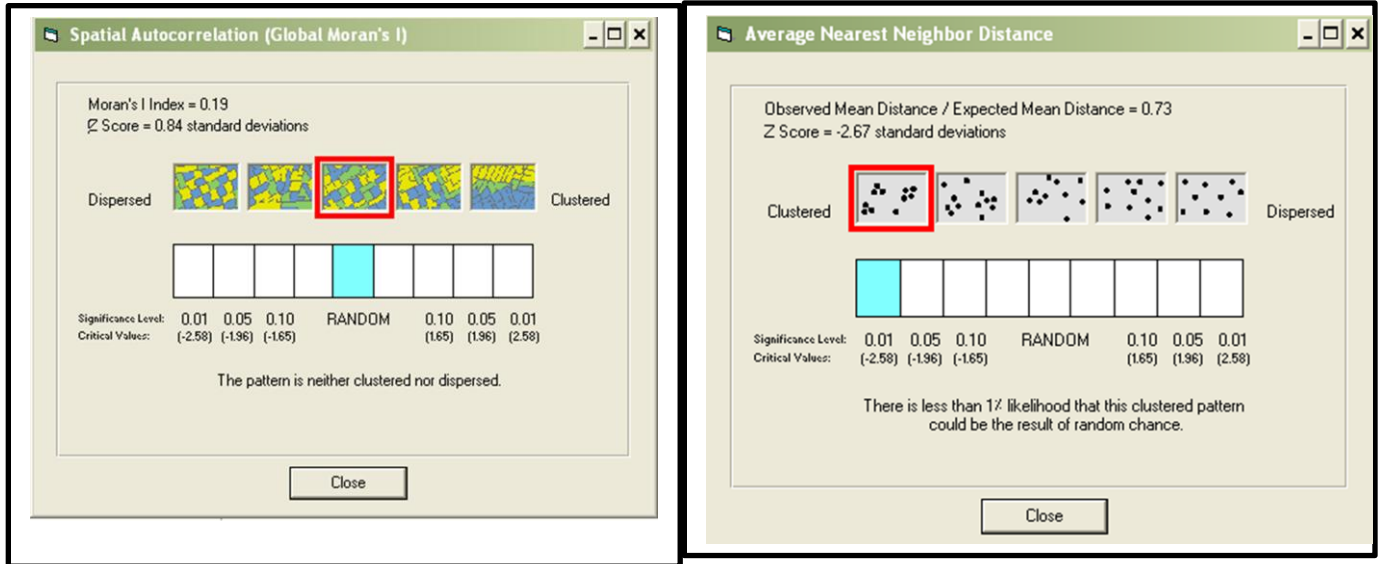 Spatial Autocorrelation (Global Moran's I)
Moran's I Index = 0.19
Z Score = 0.84 standard deviations
Dispersed
Clustered
Significance Level: 0.01 0.05 0.10 RANDOM 0.10 0.05 0.01
Critical Values: (-2.58) (-1.96) (-1.65) (1.65) (1.96) (2.58)
The pattern is neither clustered nor dispersed.
Close
Average Nearest Neighbor Distance
Observed Mean Distance / Expected Mean Distance = 0.73
Z Score = -2.67 standard deviations
Clustered
Dispersed
Significance Level: 0.01 0.05 0.10 RANDOM 0.10 0.05 0.01
Critical Values: (-2.58) (-1.96) (-1.65) (1.65) (1.96) (2.58)
There is less than 1% likelihood that this clustered pattern
could be the result of random chance.
Close